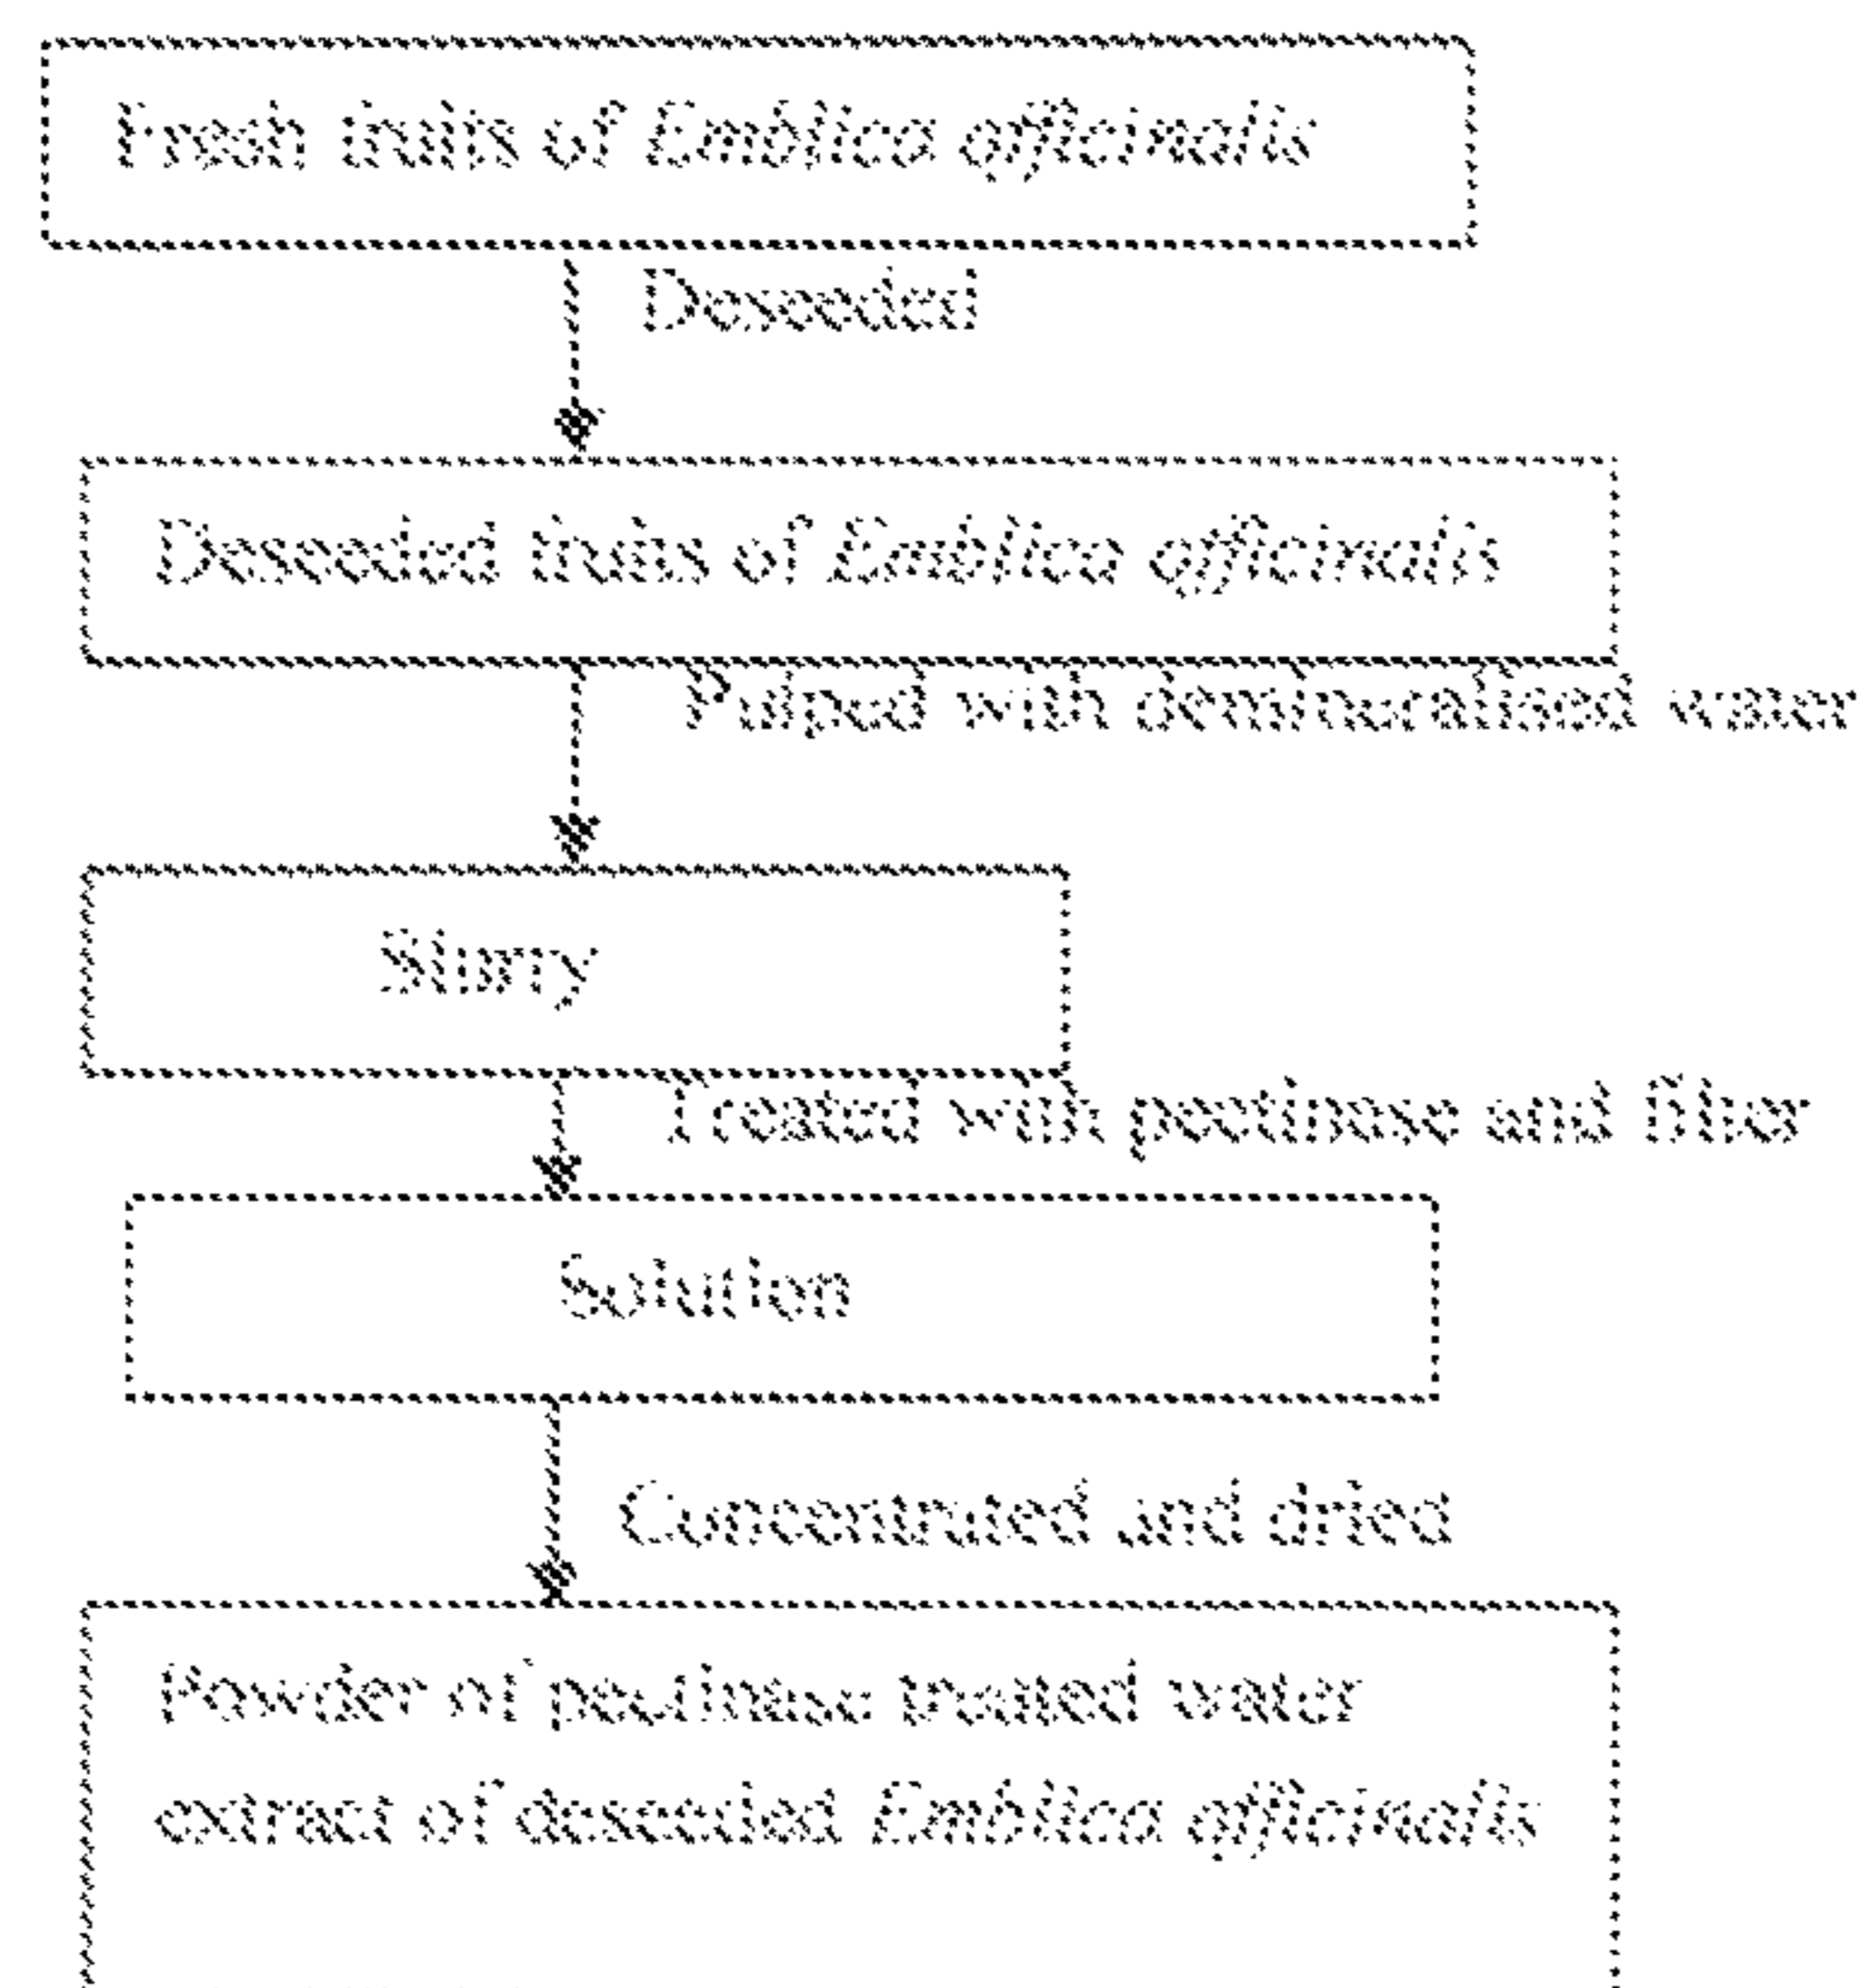 Fresh fruits of Emblica officinalis
Deseeded
Deseeded fruits of Emblica officinalis
Pulped with demineralised water
Slurry
Treated with pectinase and filter
Solution
Concentrated and dried
Powder of pectinase treated water
extract of deseeded Emblica officinalis